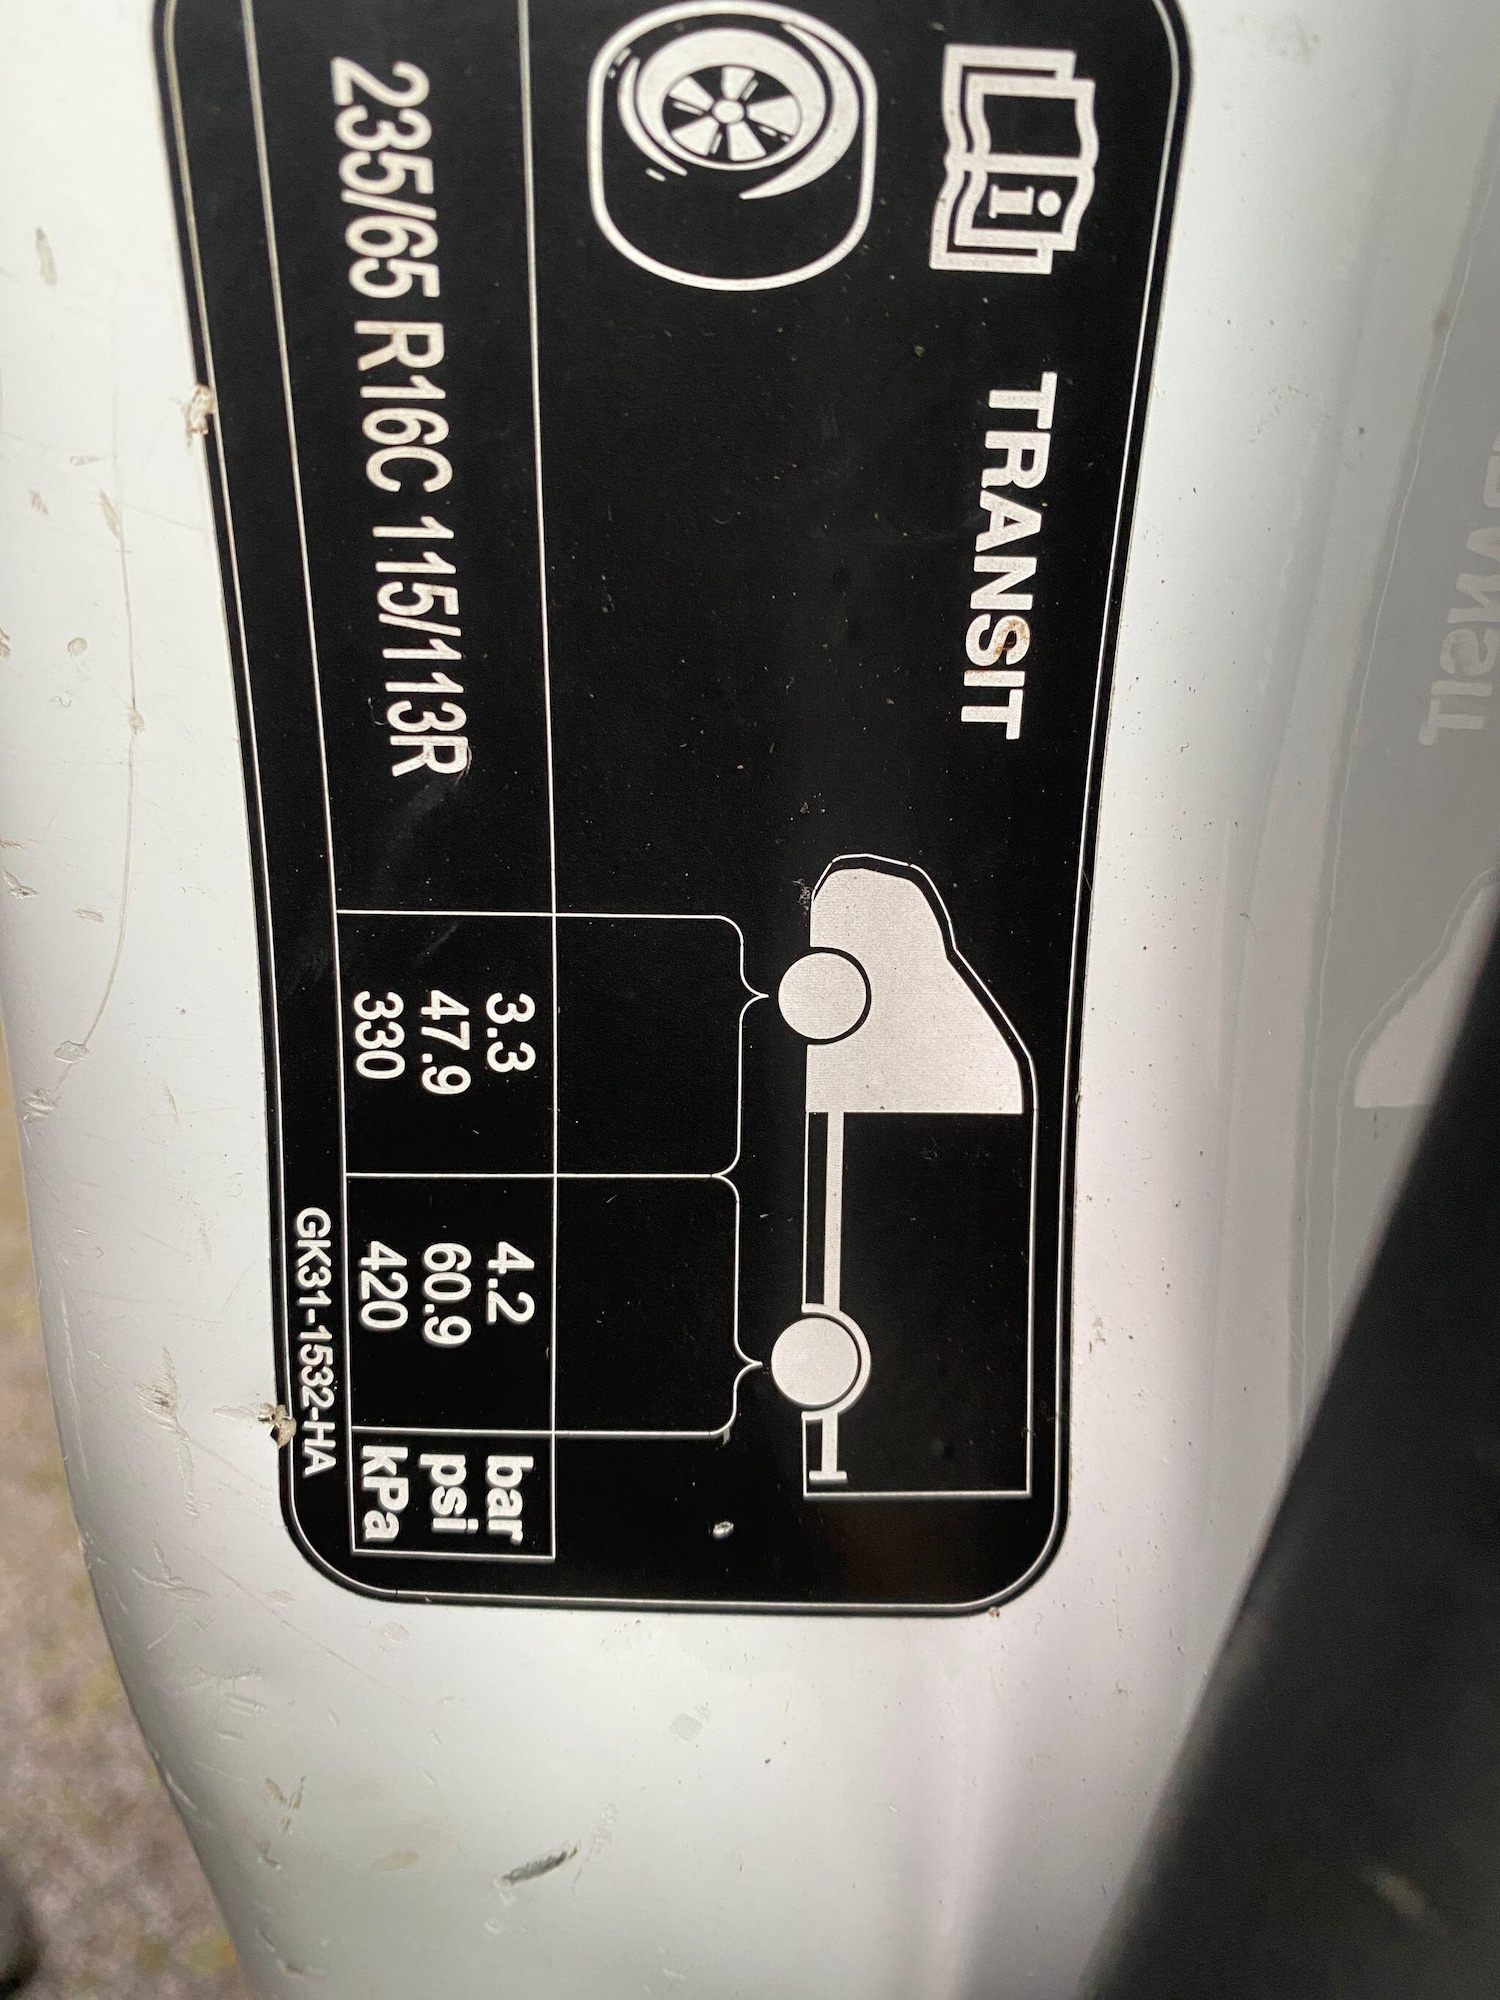 i TRANSIT
235/65 R16C 115/113R
3.3 4.2 bar
47.9 60.9 psi
330 420 kPa
GK31-1532-HA